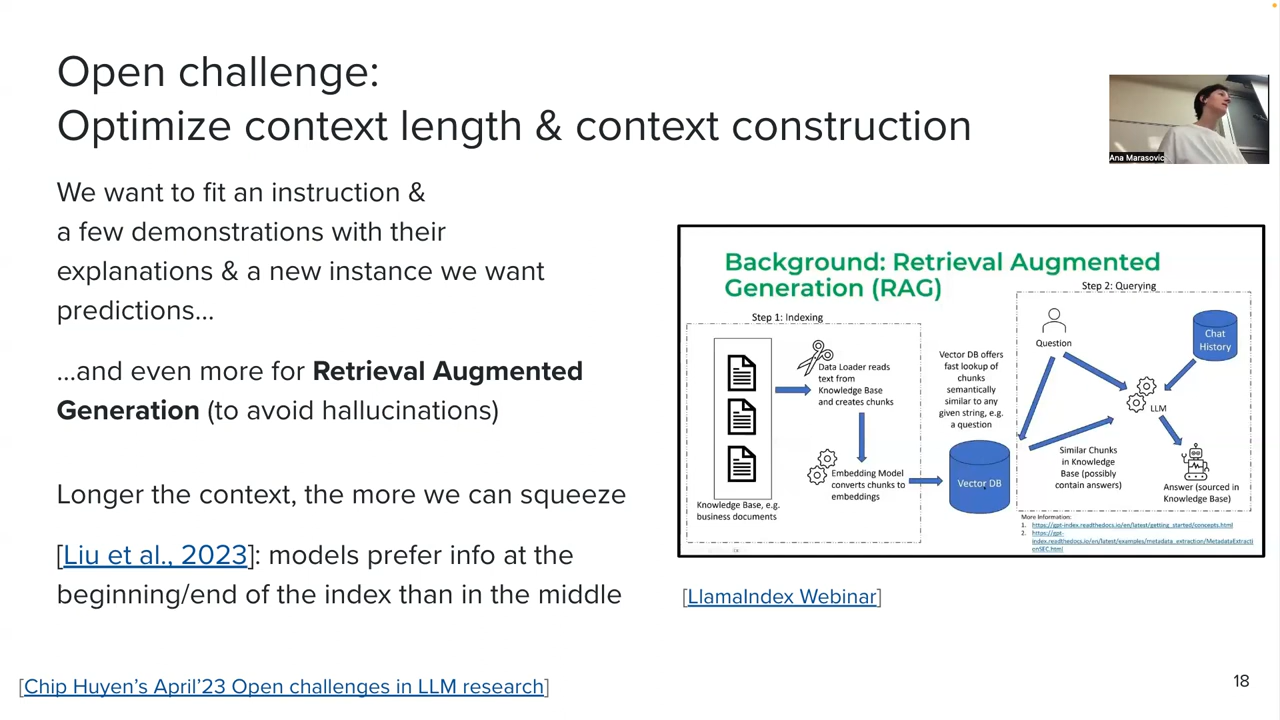 Open challenge:
Optimize context length & context construction
Ana Marasovic
We want to fit an instruction &
a few demonstrations with their
explanations & a new instance we want
predictions...
...and even more for Retrieval Augmented
Generation (to avoid hallucinations)
Longer the context, the more we can squeeze
[Liu et al., 2023]: models prefer info at the
beginning/end of the index than in the middle
Background: Retrieval Augmented
Generation (RAG)
Step 1: Indexing
Knowledge Base, e.g.
business documents
Data Loader reads
text from
Knowledge Base
and creates chunks
Embedding Model
converts chunks to
embeddings
Vector DB offers
fast lookup of
chunks
semantically
similar to any
given string, e.g.
a question
Vector DB
Step 2: Querying
Question
Chat
History
LLM
Similar Chunks
in Knowledge
Base (possibly
contain answers)
Answer (sourced in
Knowledge Base)
More Information:
1. https://gpt-index.readthedocs.io/en/latest/getting_started/concepts.html
2. https://gpt-
index.readthedocs.io/en/latest/examples/metadata_extraction/MetadataExtracti
onSEC.html
[LlamaIndex Webinar]
[Chip Huyen's April'23 Open challenges in LLM research]
18